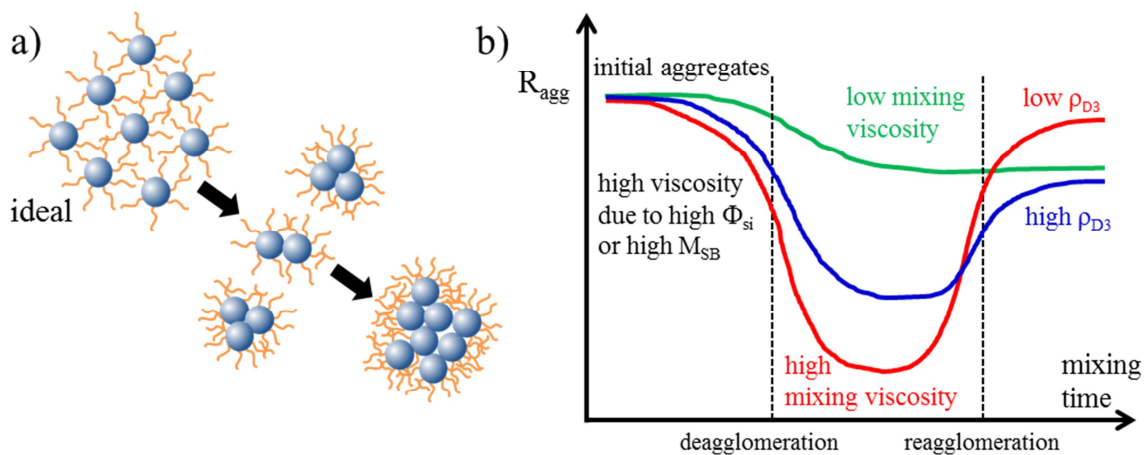 a)
ideal
b)
R_agg
initial aggregates
low mixing
viscosity
low ρ_D3
high viscosity
due to high Φ_si
or high M_SB
high ρ_D3
high
mixing viscosity
mixing
time
deagglomeration
reagglomeration